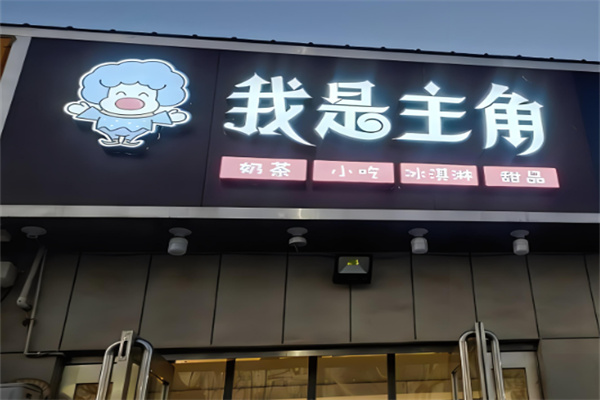 我是主角
奶茶 小吃 冰淇淋 甜品